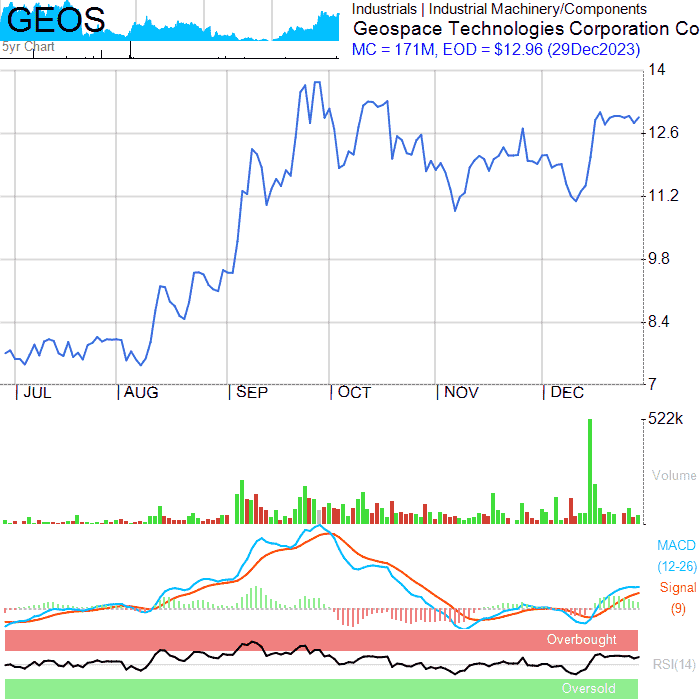 GEOS
Industrials | Industrial Machinery/Components
Geospace Technologies Corporation Co
5yr Chart
MC = 171M, EOD = $12.96 (29Dec2023)
14
12.6
11.2
9.8
8.4
7
| JUL | AUG | SEP | OCT | NOV | DEC
522k
Volume
MACD
(12-26)
Signal
(9)
Overbought
RSI(14)
Oversold